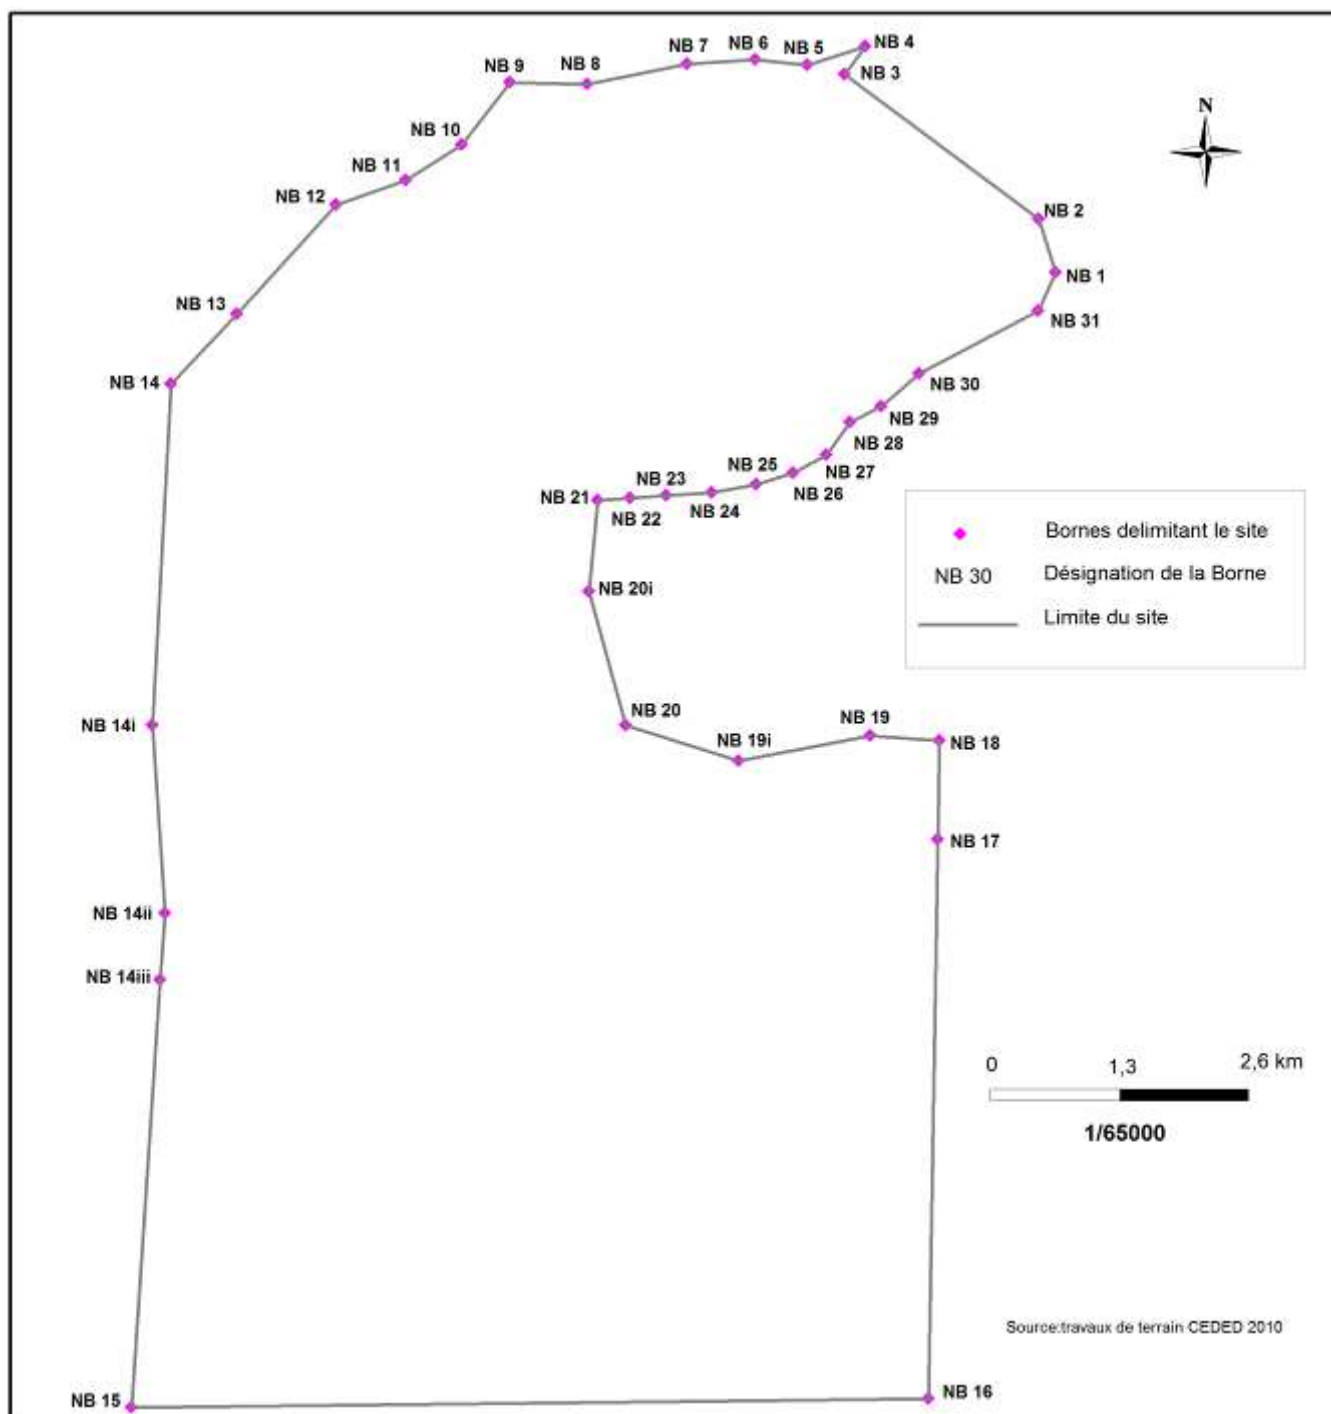 NB 4
NB 6
NB 7
NB 5
NB 3
NB 9
NB 8
N
NB 10
NB 11
NB 12
NB 2
NB 1
NB 13
NB 31
NB 14
NB 30
NB 29
NB 28
NB 25
NB 27
NB 23
NB 26
NB 21
NB 22
NB 24
Bornes delimitant le site
NB 30 Désignation de la Borne
Limite du site
NB 20i
NB 20
NB 19
NB 14i
NB 19i
NB 18
NB 17
NB 14ii
NB 14iii
0 1,3 2,6 km
1/65000
Source:travaux de terrain CEDED 2010
NB 16
NB 15